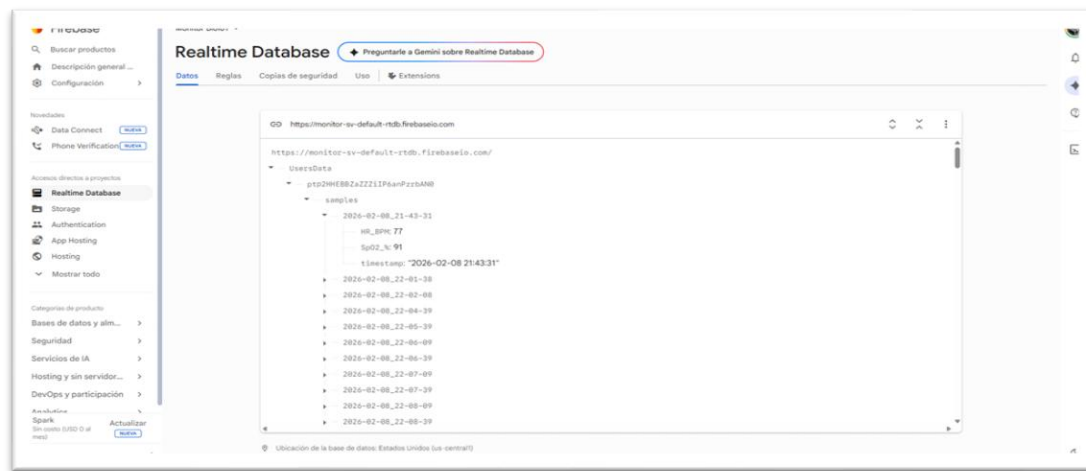 Firebase
Buscar productos
Descripción general ...
Configuración
Novedades
Data Connect NUEVA
Phone Verification NUEVA
Accesos directos a proyectos
Realtime Database
Storage
Authentication
App Hosting
Hosting
Mostrar todo
Categorías de producto
Bases de datos y alm...
Seguridad
Servicios de IA
Hosting y sin servidor...
DevOps y participación
Analytics
Spark
Sin costo (USD 0 al mes)
Actualizar
NUEVA
Realtime Database
Preguntarle a Gemini sobre Realtime Database
Datos Reglas Copias de seguridad Uso Extensions
https://monitor-sv-default-rtdb.firebaseio.com
https://monitor-sv-default-rtdb.firebaseio.com/
UsersData
samples
2026-02-08_21-43-31
HR_BPM: 77
SpO2_%: 91
timestamp: "2026-02-08 21:43:31"
2026-02-08_22-01-38
2026-02-08_22-02-08
2026-02-08_22-04-39
2026-02-08_22-05-39
2026-02-08_22-06-09
2026-02-08_22-06-39
2026-02-08_22-07-09
2026-02-08_22-07-39
2026-02-08_22-08-09
2026-02-08_22-08-39
Ubicación de la base de datos: Estados Unidos (us-central1)